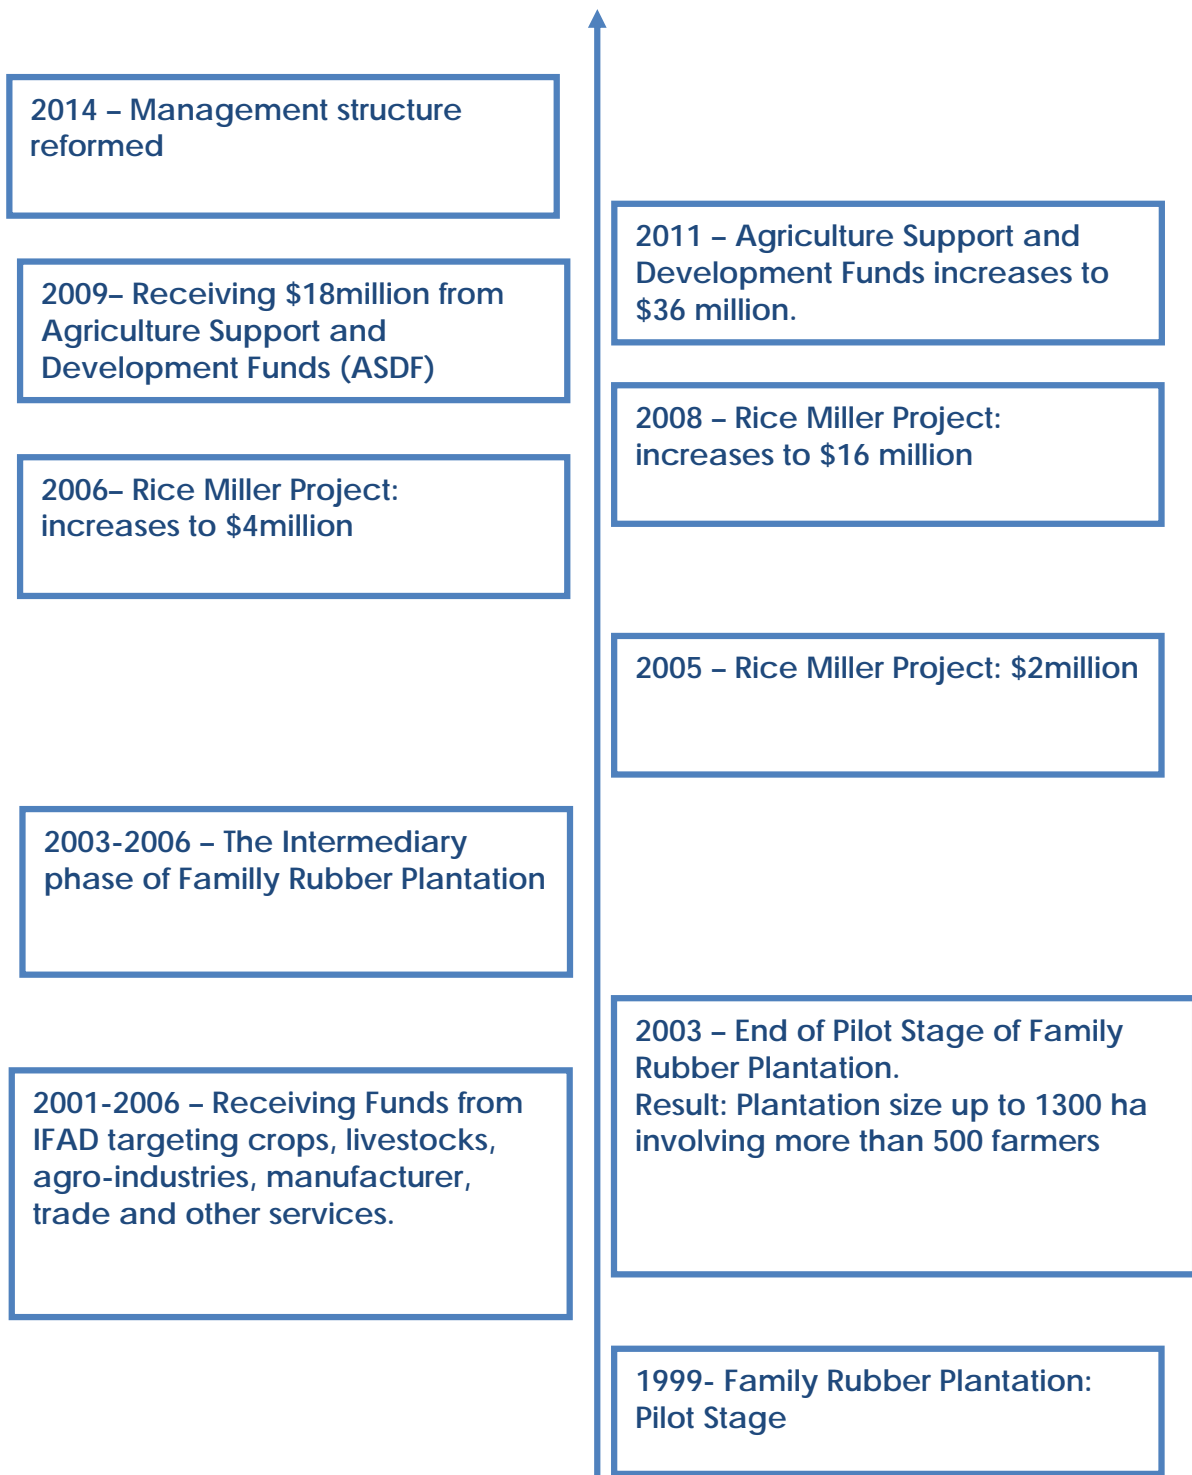 2014 – Management structure
reformed
2011 – Agriculture Support and
Development Funds increases to
$36 million.
2009– Receiving $18million from
Agriculture Support and
Development Funds (ASDF)
2008 – Rice Miller Project:
increases to $16 million
2006– Rice Miller Project:
increases to $4million
2005 – Rice Miller Project: $2million
2003-2006 – The Intermediary
phase of Familly Rubber Plantation
2003 – End of Pilot Stage of Family
Rubber Plantation.
Result: Plantation size up to 1300 ha
involving more than 500 farmers
2001-2006 – Receiving Funds from
IFAD targeting crops, livestocks,
agro-industries, manufacturer,
trade and other services.
1999- Family Rubber Plantation:
Pilot Stage